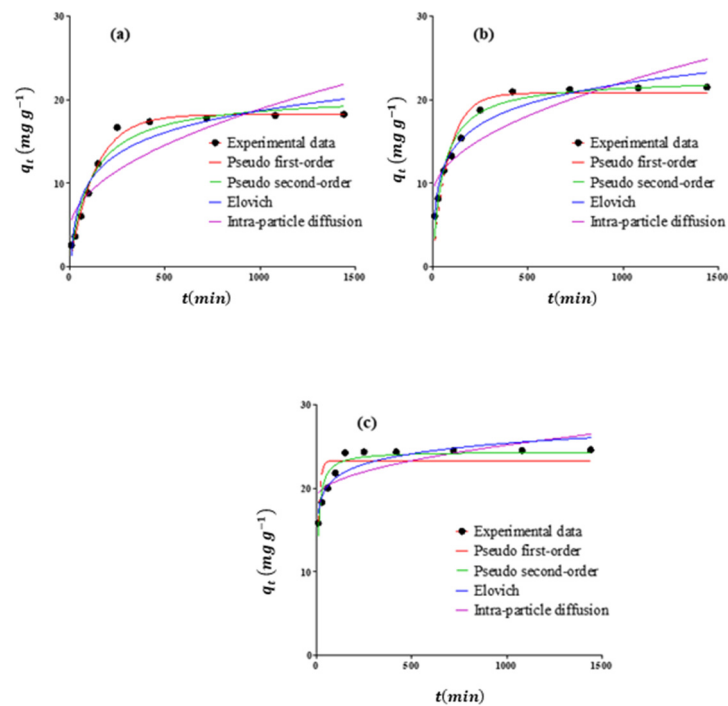 (a)
30
20
10
0
q_t (mg g⁻¹)
Experimental data
Pseudo first-order
Pseudo second-order
Elovich
Intra-particle diffusion
0 500 1000 1500
t(min)
(b)
30
20
10
0
q_t (mg g⁻¹)
Experimental data
Pseudo first-order
Pseudo second-order
Elovich
Intra-particle diffusion
0 500 1000 1500
t(min)
(c)
30
20
10
0
q_t (mg g⁻¹)
Experimental data
Pseudo first-order
Pseudo second-order
Elovich
Intra-particle diffusion
0 500 1000 1500
t(min)